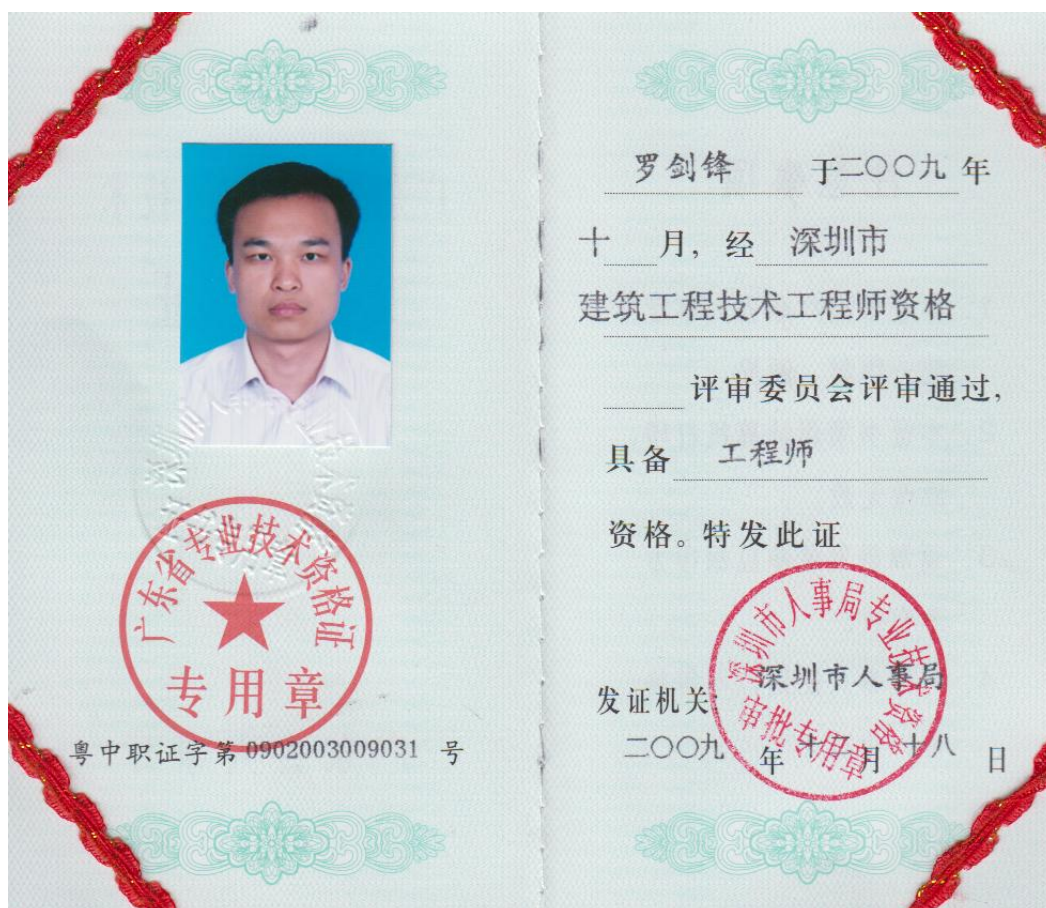 广东省专业技术资格证
专用章
粤中职证字第 0902003009031 号
罗剑锋 于二〇〇九年
十 月，经 深圳市
建筑工程技术工程师资格
评审委员会评审通过，
具备 工程师
资格。特发此证
深圳市人事局专业技术资格
审批专用章
发证机关: 深圳市人事局
二〇〇九 年 十二 月 十八 日